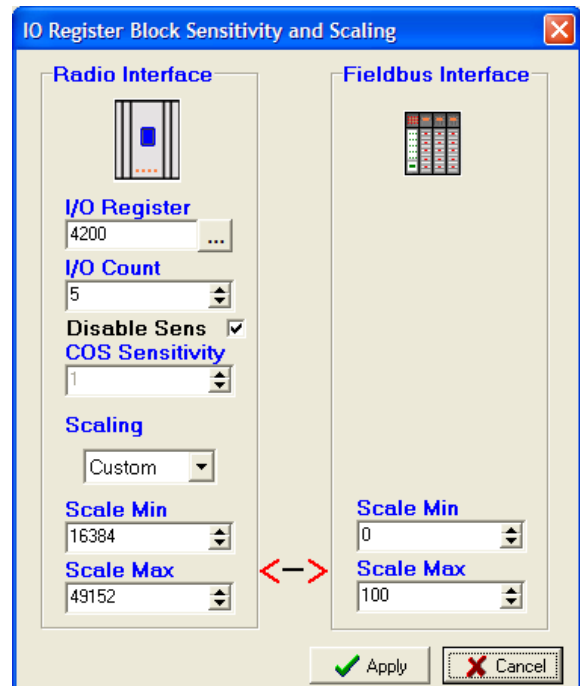 IO Register Block Sensitivity and Scaling
Radio Interface
I/O Register
4200 ...
I/O Count
5
Disable Sens
COS Sensitivity
1
Scaling
Custom
Scale Min
16384
Scale Max
49152
<->
Fieldbus Interface
Scale Min
0
Scale Max
100
Apply
Cancel